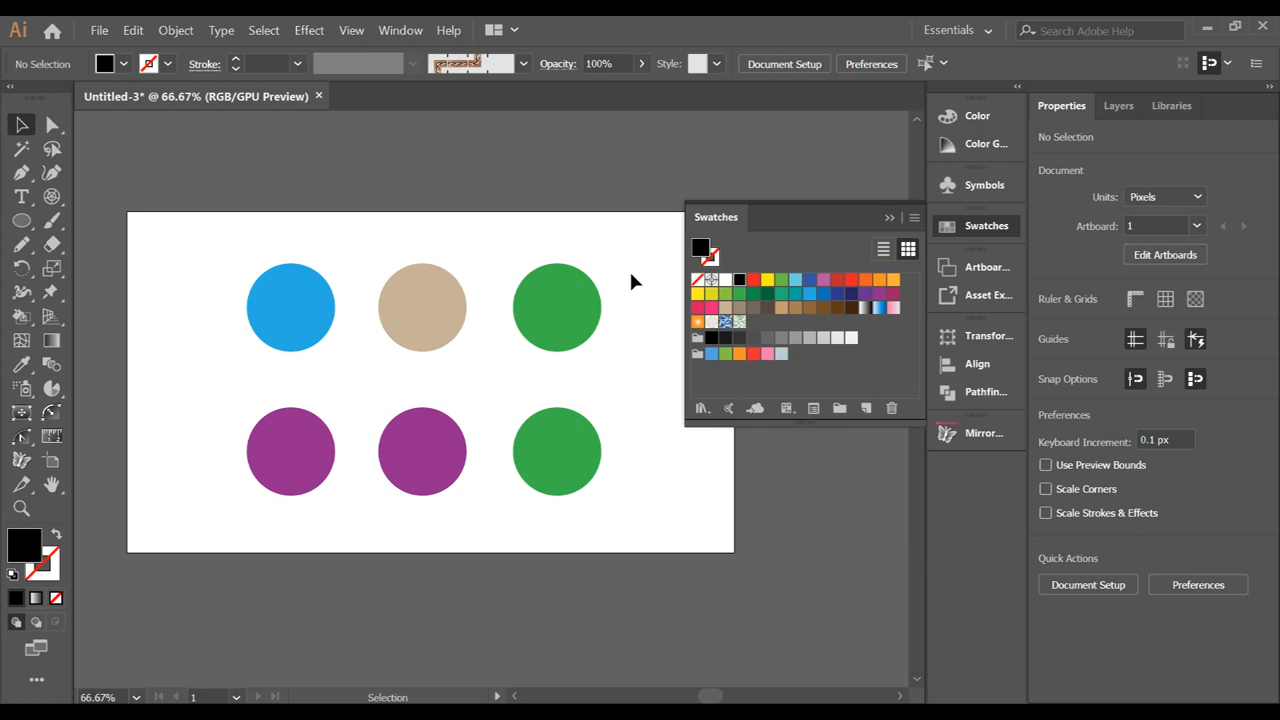 Ai File Edit Object Type Select Effect View Window Help Essentials Search Adobe Help
No Selection Stroke: Opacity: 100% Style: Document Setup Preferences
Untitled-3* @ 66.67% (RGB/GPU Preview)
Properties Layers Libraries
Color
No Selection
Color G...
Document
Symbols
Units: Pixels
Swatches
Swatches
Artboard: 1
Edit Artboards
Artboar...
Asset Ex...
Ruler & Grids
Transfor...
Guides
Align
Snap Options
Pathfin...
Preferences
Mirror...
Keyboard Increment: 0.1 px
Use Preview Bounds
Scale Corners
Scale Strokes & Effects
Quick Actions
Document Setup Preferences
66.67% 1 Selection